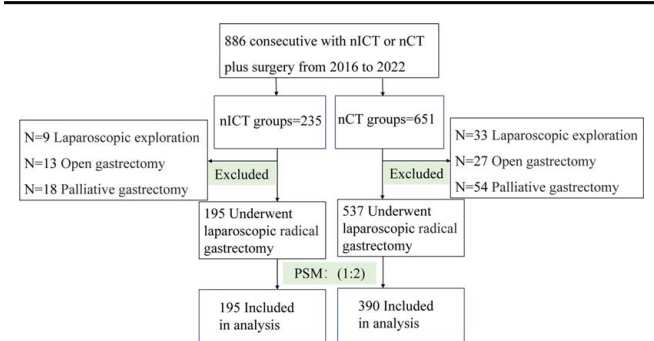 886 consecutive with nICT or nCT
plus surgery from 2016 to 2022
nICT groups=235
nCT groups=651
N=9 Laparoscopic exploration
N=13 Open gastrectomy
N=18 Palliative gastrectomy
Excluded
Excluded
N=33 Laparoscopic exploration
N=27 Open gastrectomy
N=54 Palliative gastrectomy
195 Underwent
laparoscopic radical
gastrectomy
537 Underwent
laparoscopic radical
gastrectomy
PSM: (1:2)
195 Included
in analysis
390 Included
in analysis